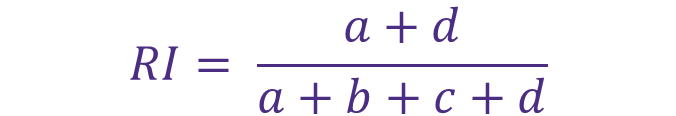 RI = (a + d) / (a + b + c + d)